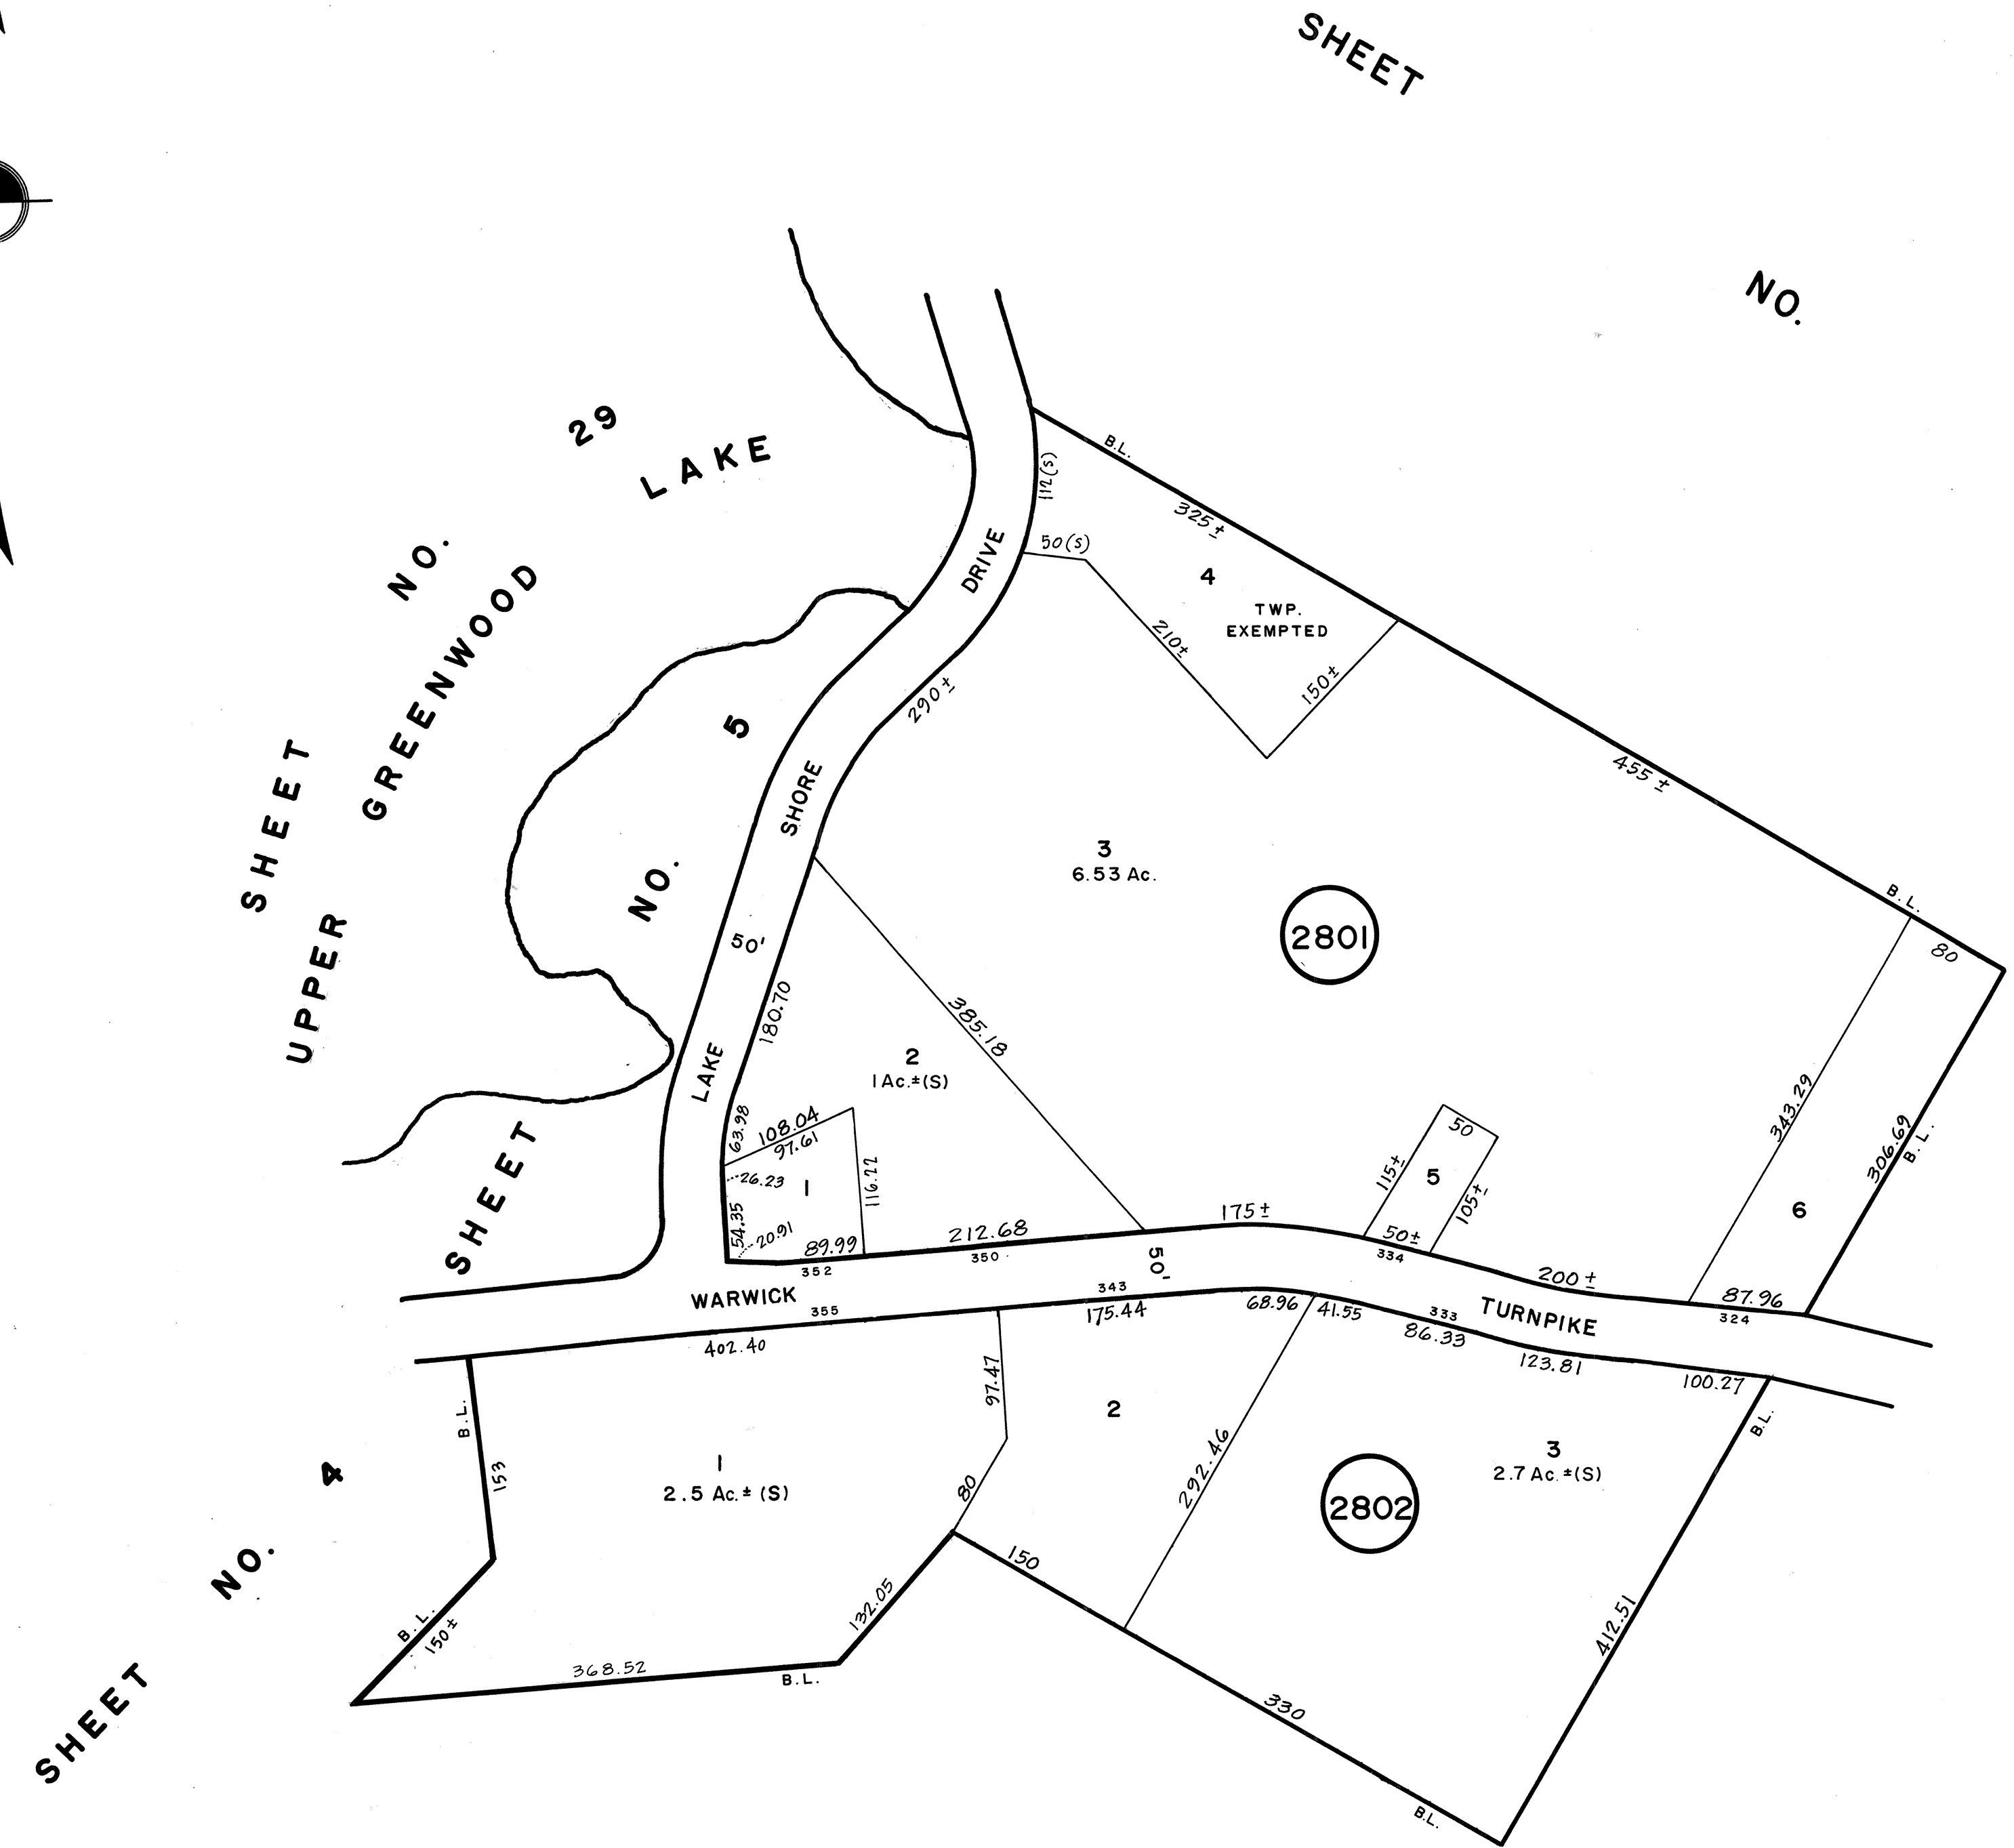 SHEET
NO.
SHEET
NO.
29
UPPER
GREENWOOD
LAKE
SHEET
NO.
5
SHEET
NO.
4
LAKE
SHORE
DRIVE
50'
B.L.
112(S)
325±
50(S)
4
TWP.
EXEMPTED
210±
150±
290±
455±
3
6.53 Ac.
2801
B.L.
80
343.29
306.69
B.L.
6
180.70
385.18
2
1 Ac.±(S)
63.98
108.04
97.61
26.23
1
116.22
54.35
20.91
89.99
352
212.68
350
175±
50
115±
5
105±
50±
334
200±
87.96
324
WARWICK
TURNPIKE
50'
355
402.40
343
175.44
68.96
41.55
333
86.33
123.81
100.27
B.L.
153
1
2.5 Ac.± (S)
B.L.
150±
368.52
B.L.
132.05
97.47
80
2
292.46
150
3
2.7 Ac.±(S)
2802
B.L.
412.51
330
B.L.